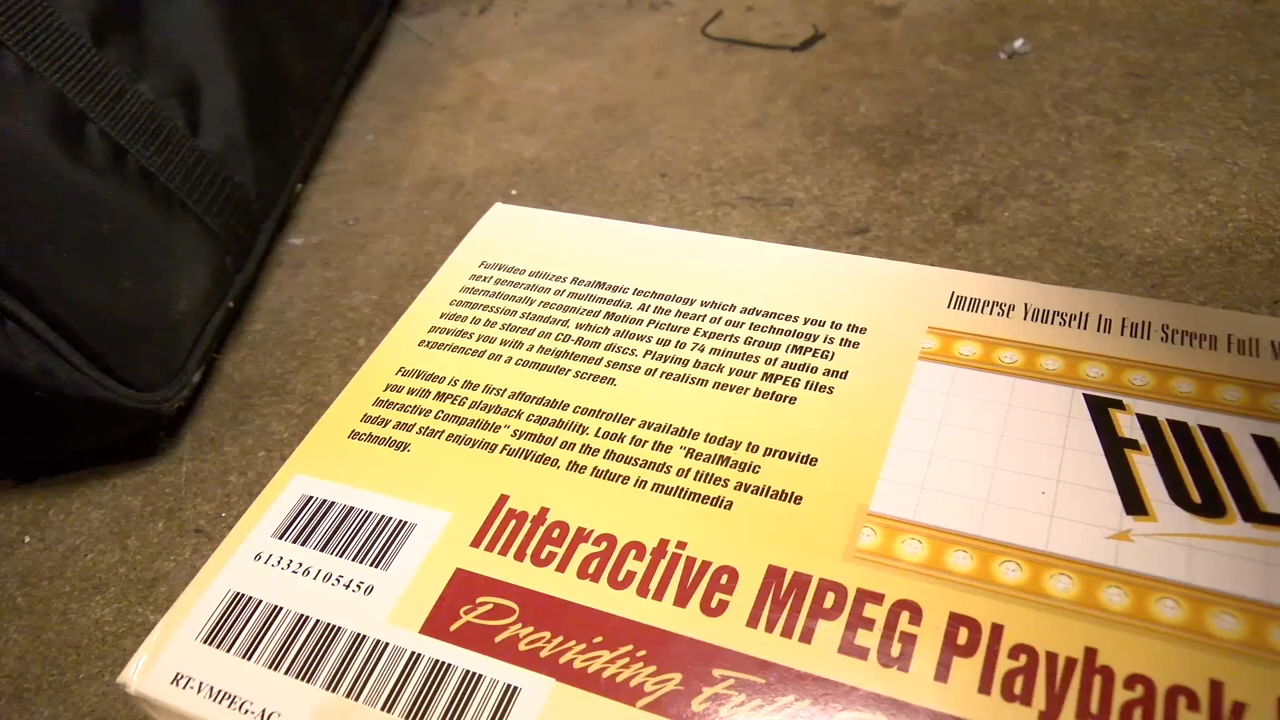 FullVideo utilizes RealMagic technology which advances you to the
next generation of multimedia. At the heart of our technology is the
internationally recognized Motion Picture Experts Group (MPEG)
compression standard, which allows up to 74 minutes of audio and
video to be stored on CD-Rom discs. Playing back your MPEG files
provides you with a heightened sense of realism never before
experienced on a computer screen.
FullVideo is the first affordable controller available today to provide
you with MPEG playback capability. Look for the "RealMagic
Interactive Compatible" symbol on the thousands of titles available
today and start enjoying FullVideo, the future in multimedia
technology.
Immerse Yourself In Full-Screen Full
FULL
Interactive MPEG Playback
Providing Full
613326105450
RT-VMPEG-AC